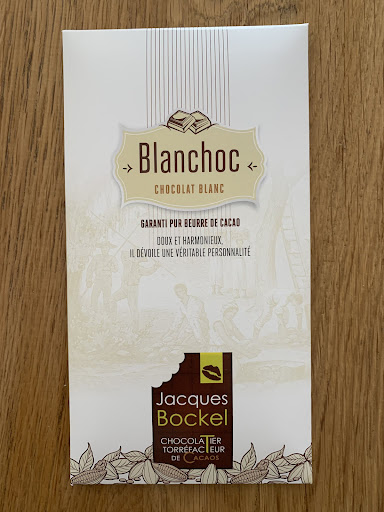 Blanchoc
CHOCOLAT BLANC
GARANTI PUR BEURRE DE CACAO
DOUX ET HARMONIEUX,
IL DÉVOILE UNE VÉRITABLE PERSONNALITÉ
Jacques
Bockel
CHOCOLATIER
TORRÉFACTEUR
DE CACAOS